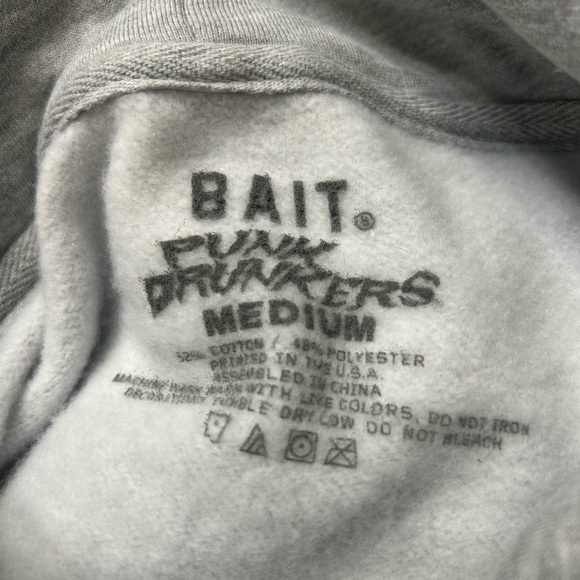 BAIT®
PUNK
DRUNKERS
MEDIUM
52% COTTON 48% POLYESTER
PRINTED IN THE U.S.A.
ASSEMBLED IN CHINA
MACHINE WASH WARM WITH LIKE COLORS, DO NOT IRON
DECORATION, TUMBLE DRY LOW DO NOT BLEACH